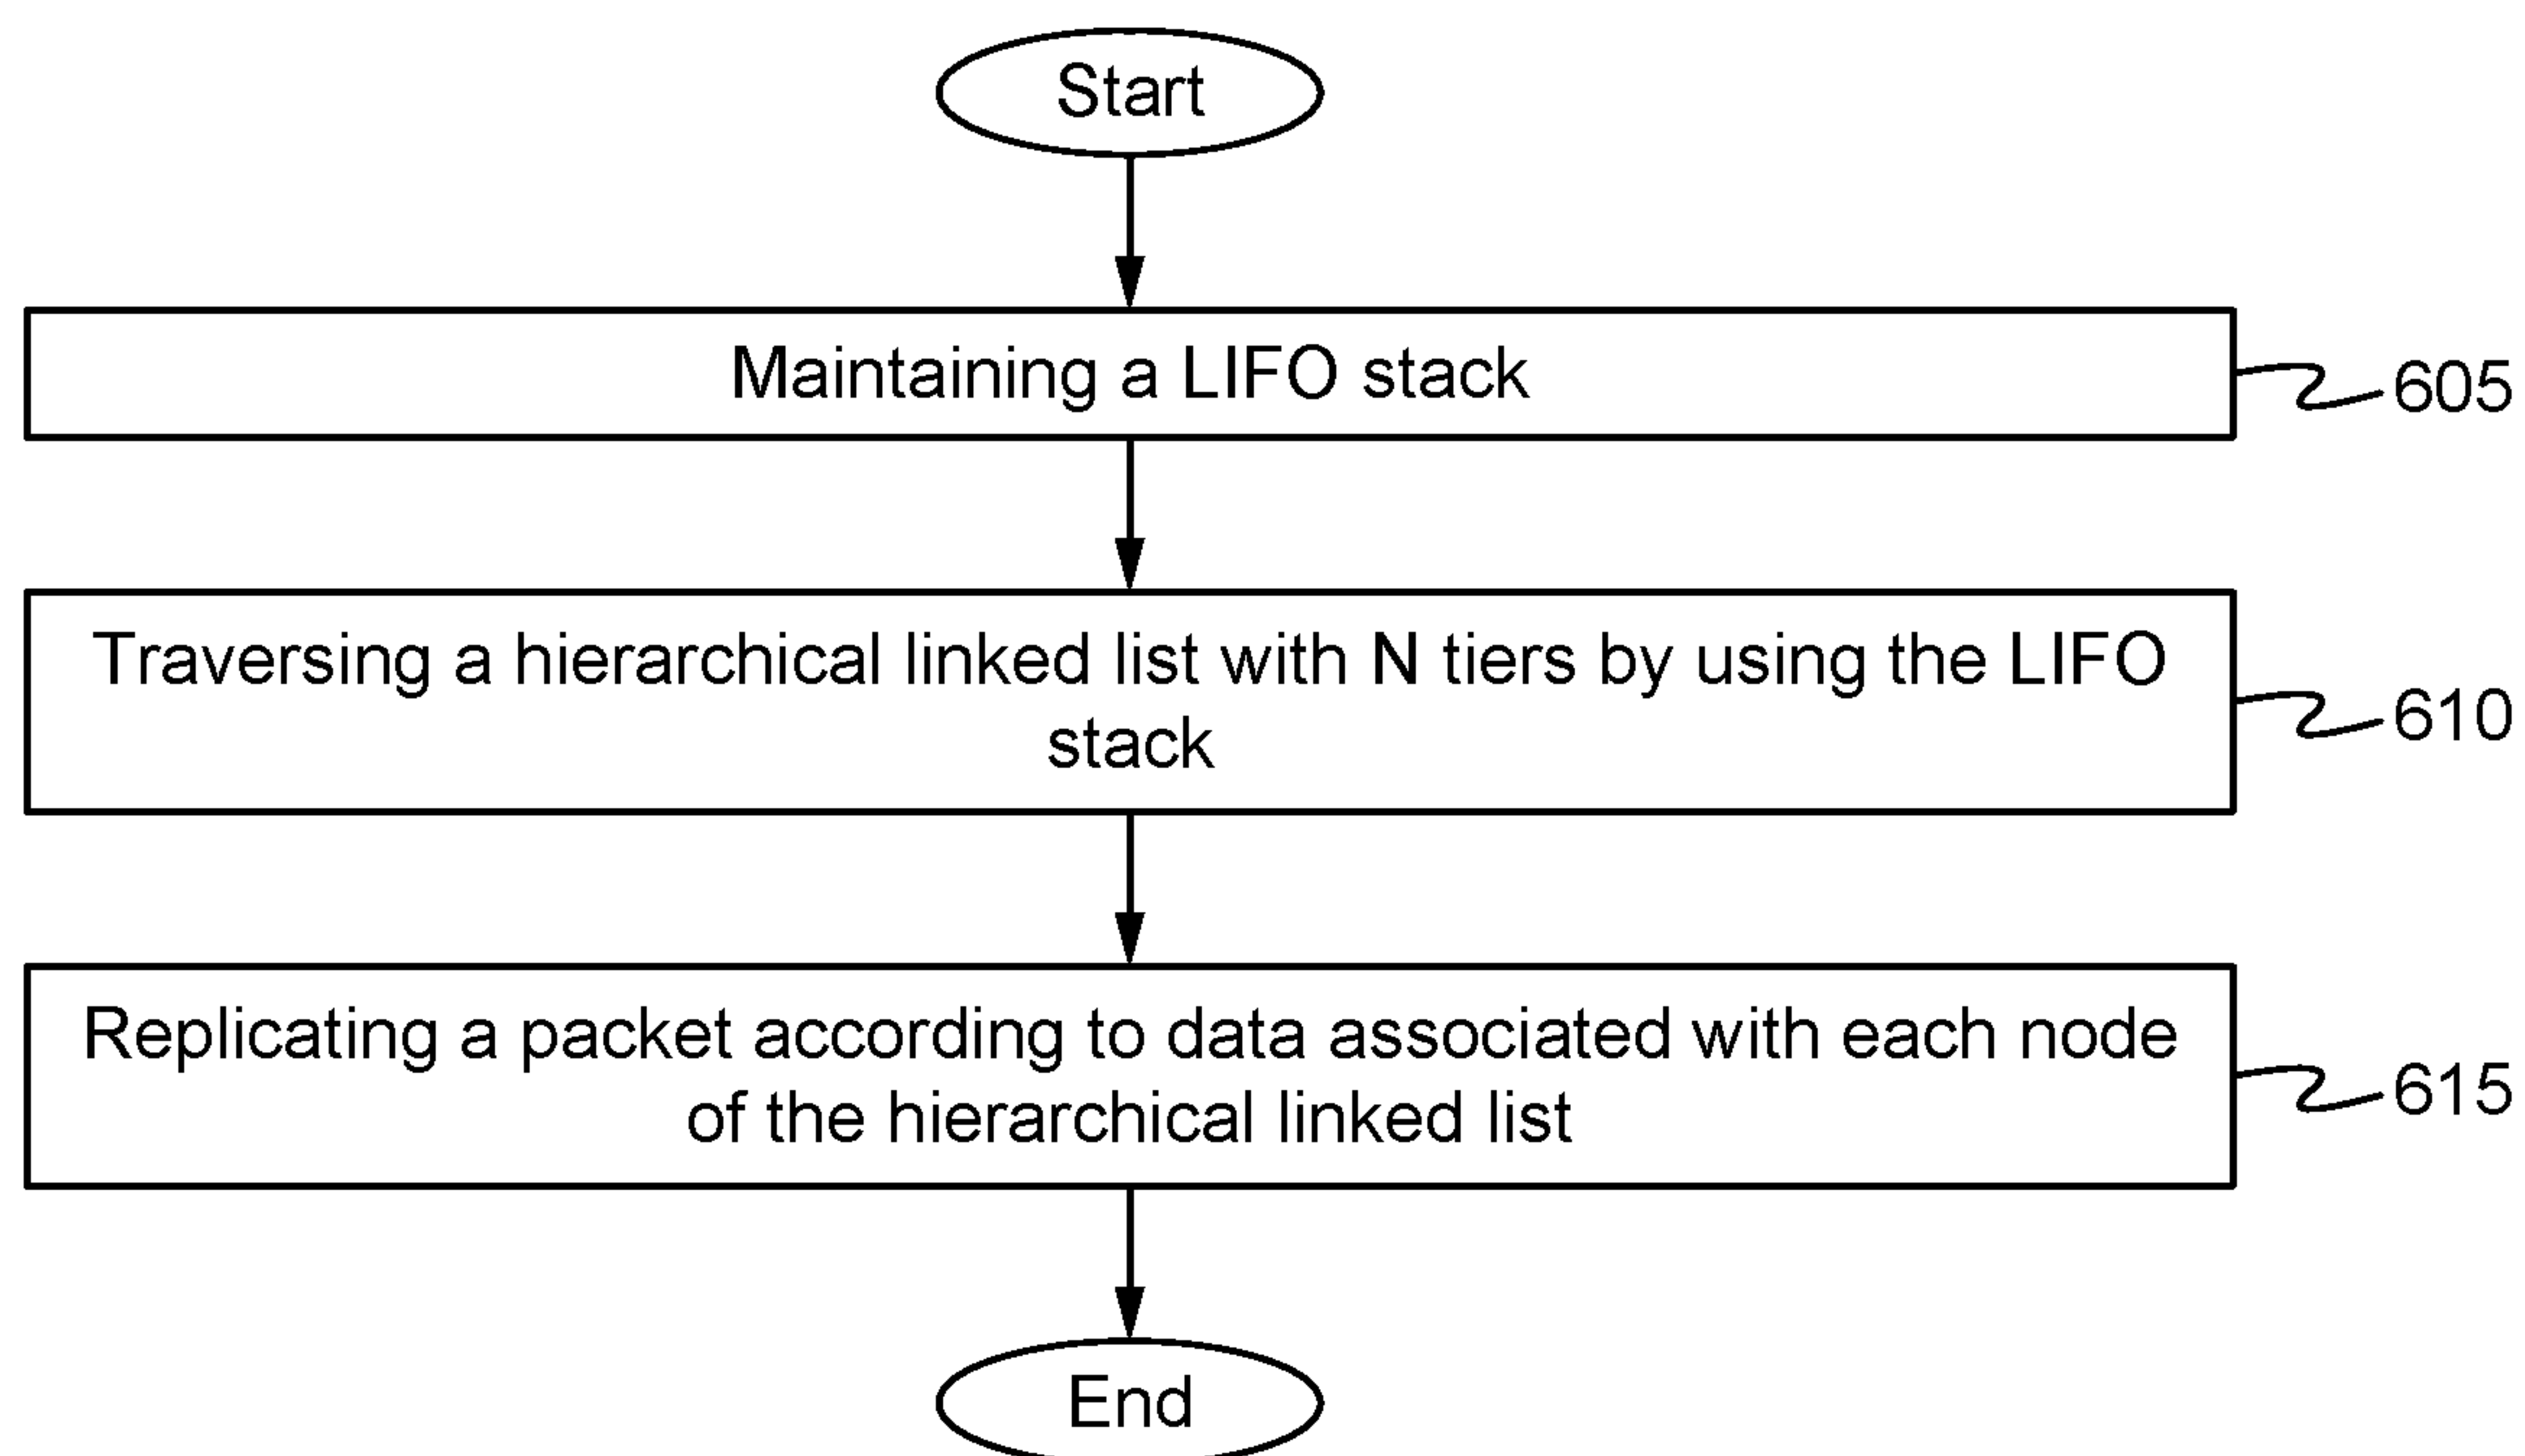 Start
Maintaining a LIFO stack
605
Traversing a hierarchical linked list with N tiers by using the LIFO
stack
610
Replicating a packet according to data associated with each node
of the hierarchical linked list
615
End